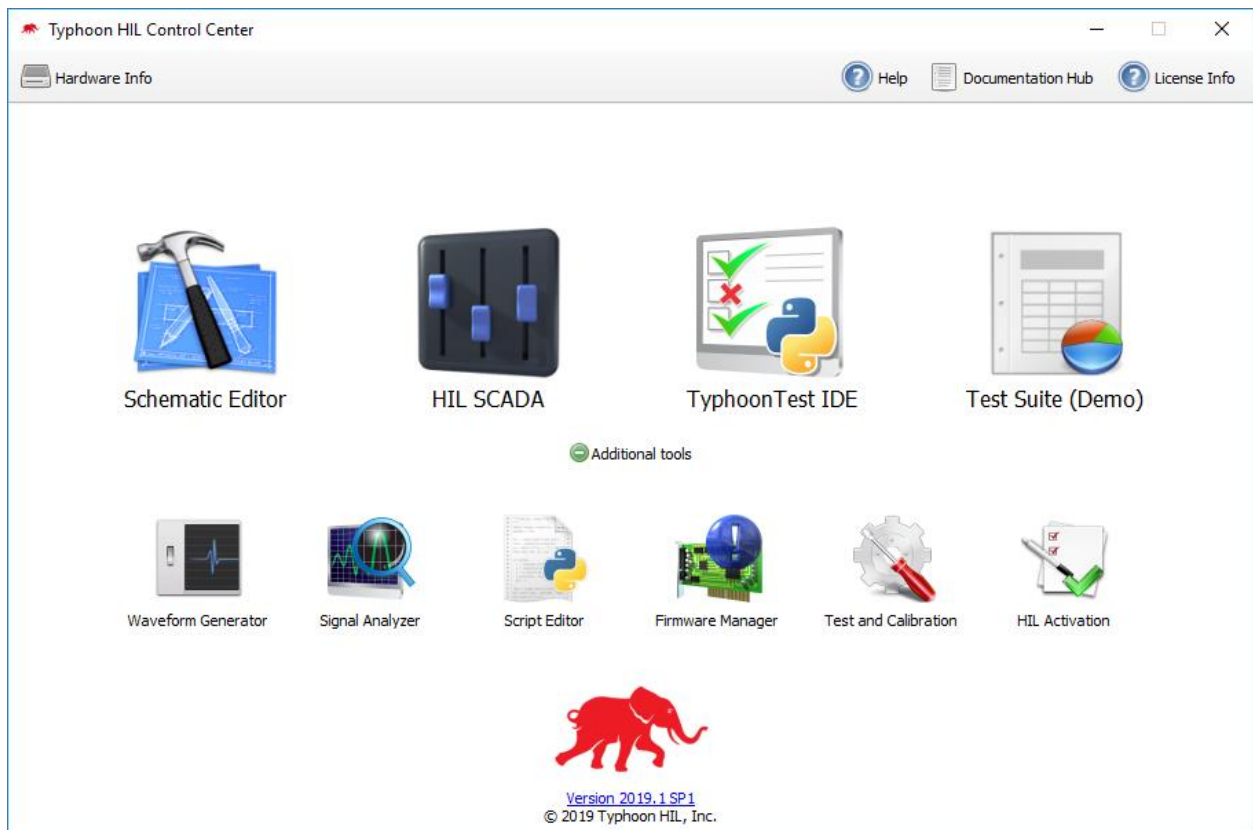 Typhoon HIL Control Center
Hardware Info
Help
Documentation Hub
License Info
Schematic Editor
HIL SCADA
TyphoonTest IDE
Test Suite (Demo)
Additional tools
Waveform Generator
Signal Analyzer
Script Editor
Firmware Manager
Test and Calibration
HIL Activation
Version 2019.1 SP1
© 2019 Typhoon HIL, Inc.